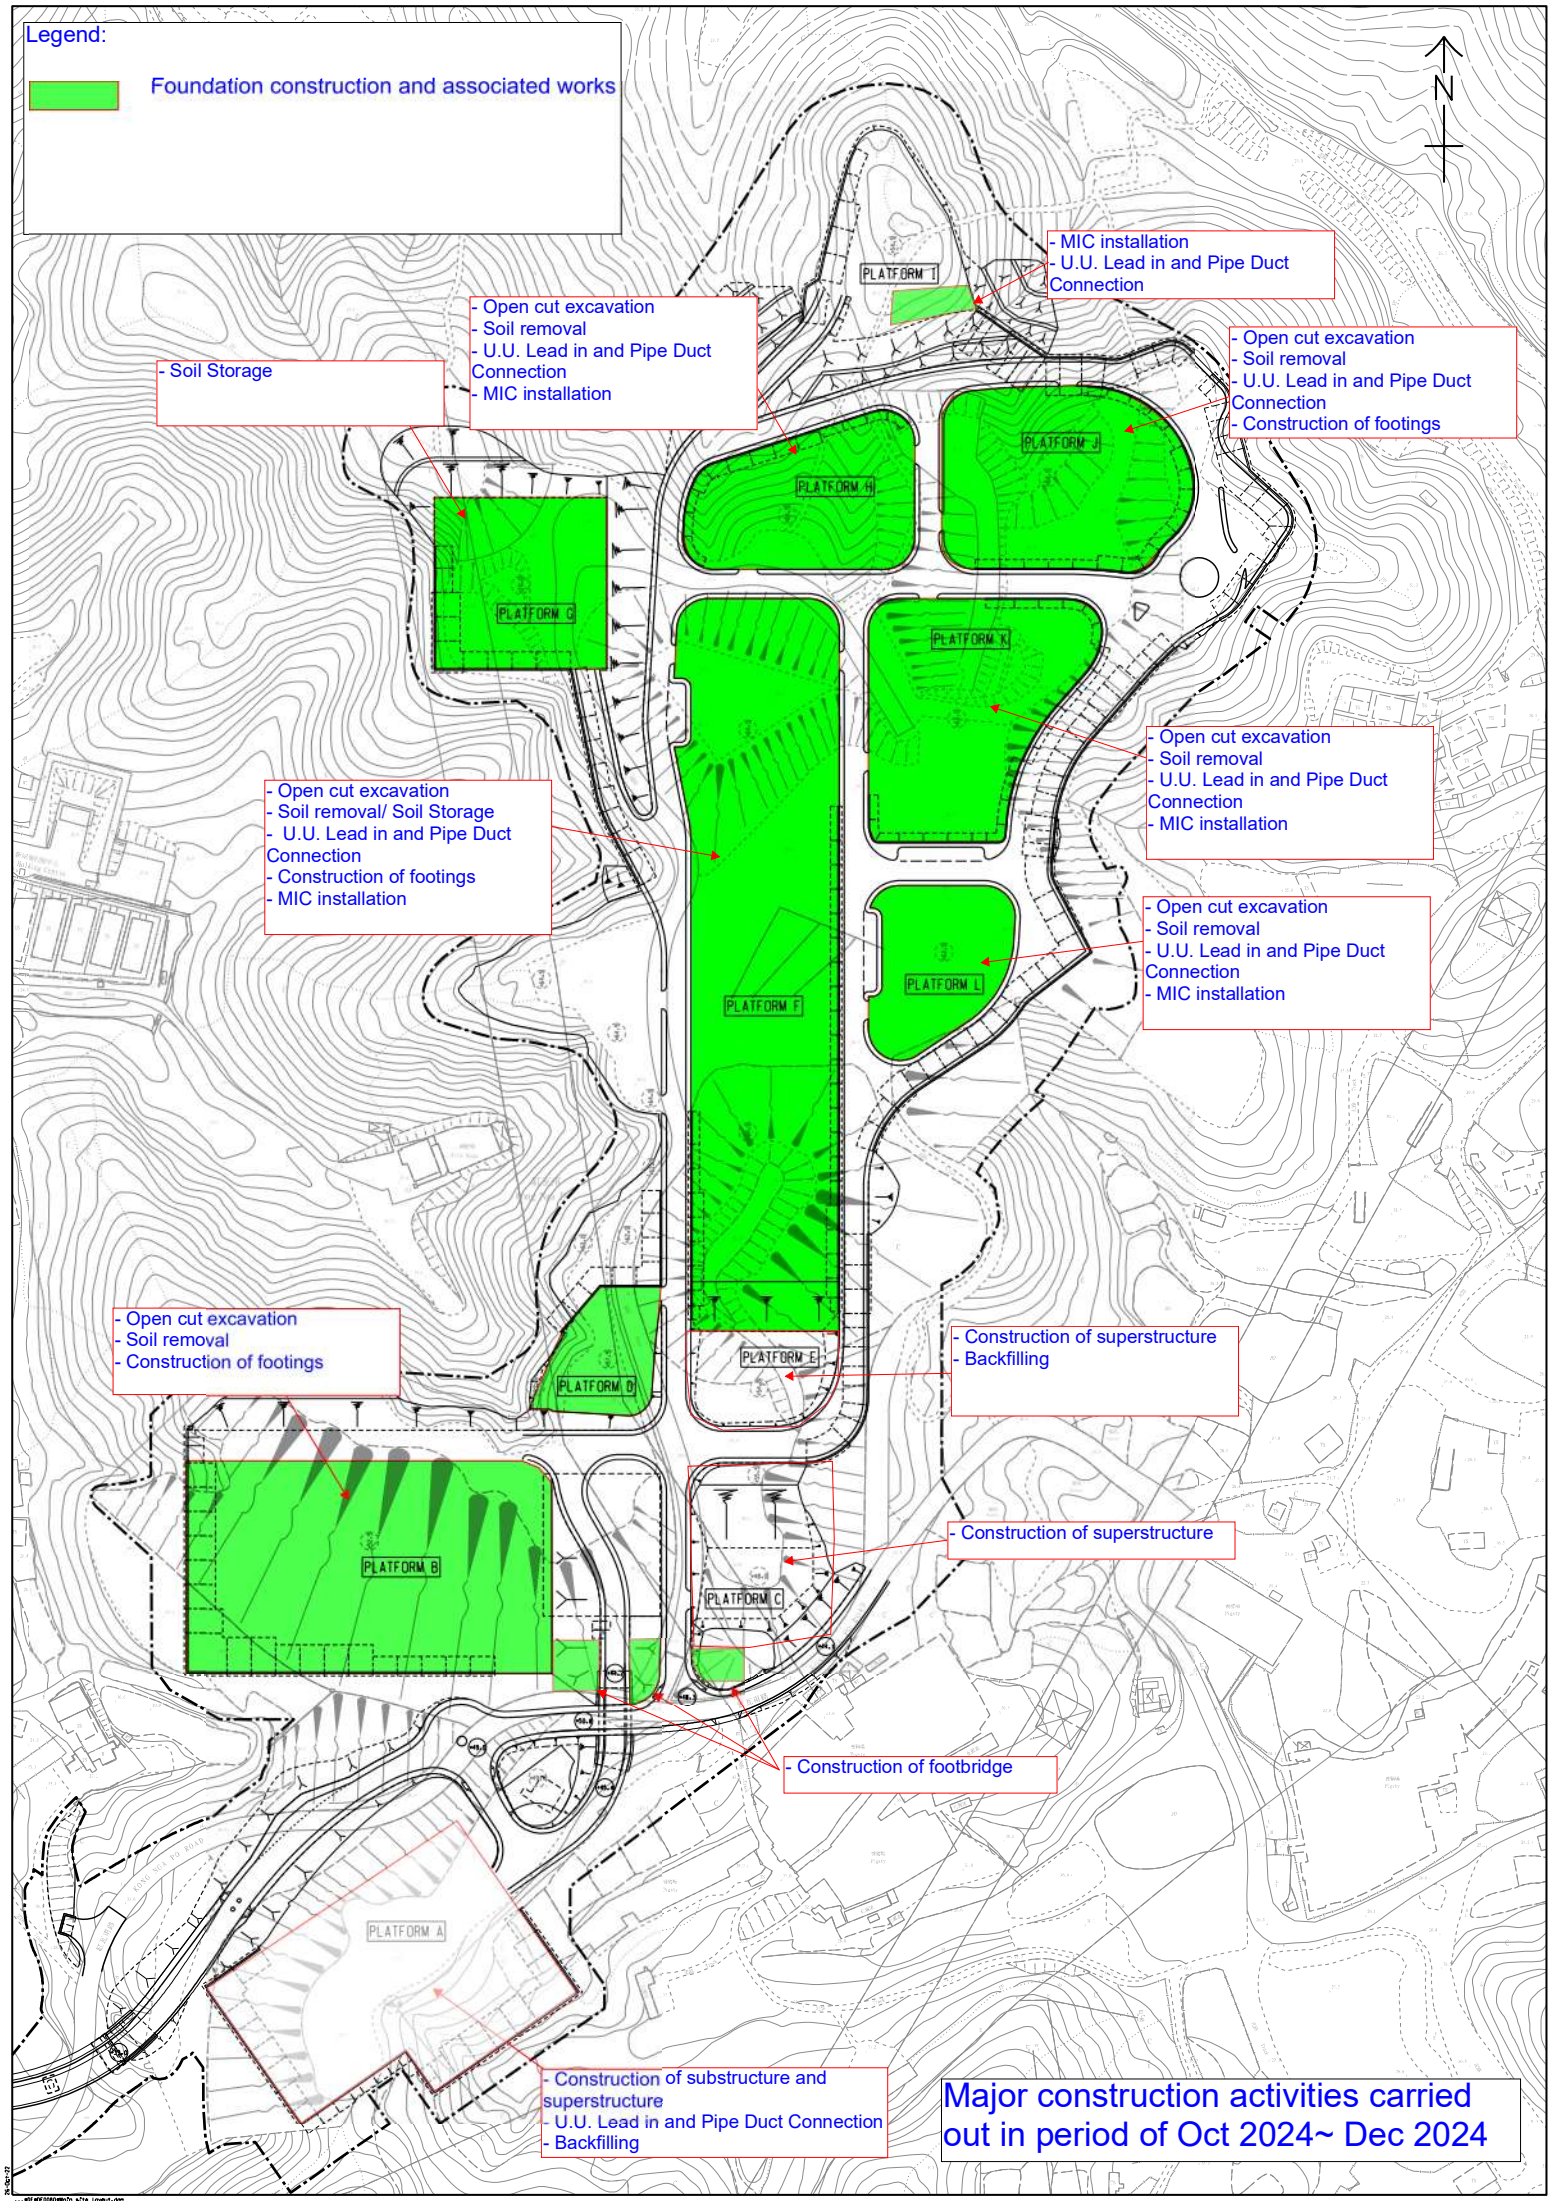 Legend:
Foundation construction and associated works
N
- MIC installation
- U.U. Lead in and Pipe Duct
Connection
PLATFORM I
- Open cut excavation
- Soil removal
- U.U. Lead in and Pipe Duct
Connection
- MIC installation
- Open cut excavation
- Soil removal
- U.U. Lead in and Pipe Duct
Connection
- Construction of footings
- Soil Storage
PLATFORM J
PLATFORM H
PLATFORM G
PLATFORM K
- Open cut excavation
- Soil removal
- U.U. Lead in and Pipe Duct
Connection
- MIC installation
- Open cut excavation
- Soil removal/ Soil Storage
- U.U. Lead in and Pipe Duct
Connection
- Construction of footings
- MIC installation
- Open cut excavation
- Soil removal
- U.U. Lead in and Pipe Duct
Connection
- MIC installation
PLATFORM L
PLATFORM F
- Open cut excavation
- Soil removal
- Construction of footings
- Construction of superstructure
- Backfilling
PLATFORM E
PLATFORM D
- Construction of superstructure
PLATFORM B
PLATFORM C
- Construction of footbridge
KONG NGA PO ROAD
PLATFORM A
- Construction of substructure and
superstructure
- U.U. Lead in and Pipe Duct Connection
- Backfilling
Major construction activities carried
out in period of Oct 2024~ Dec 2024